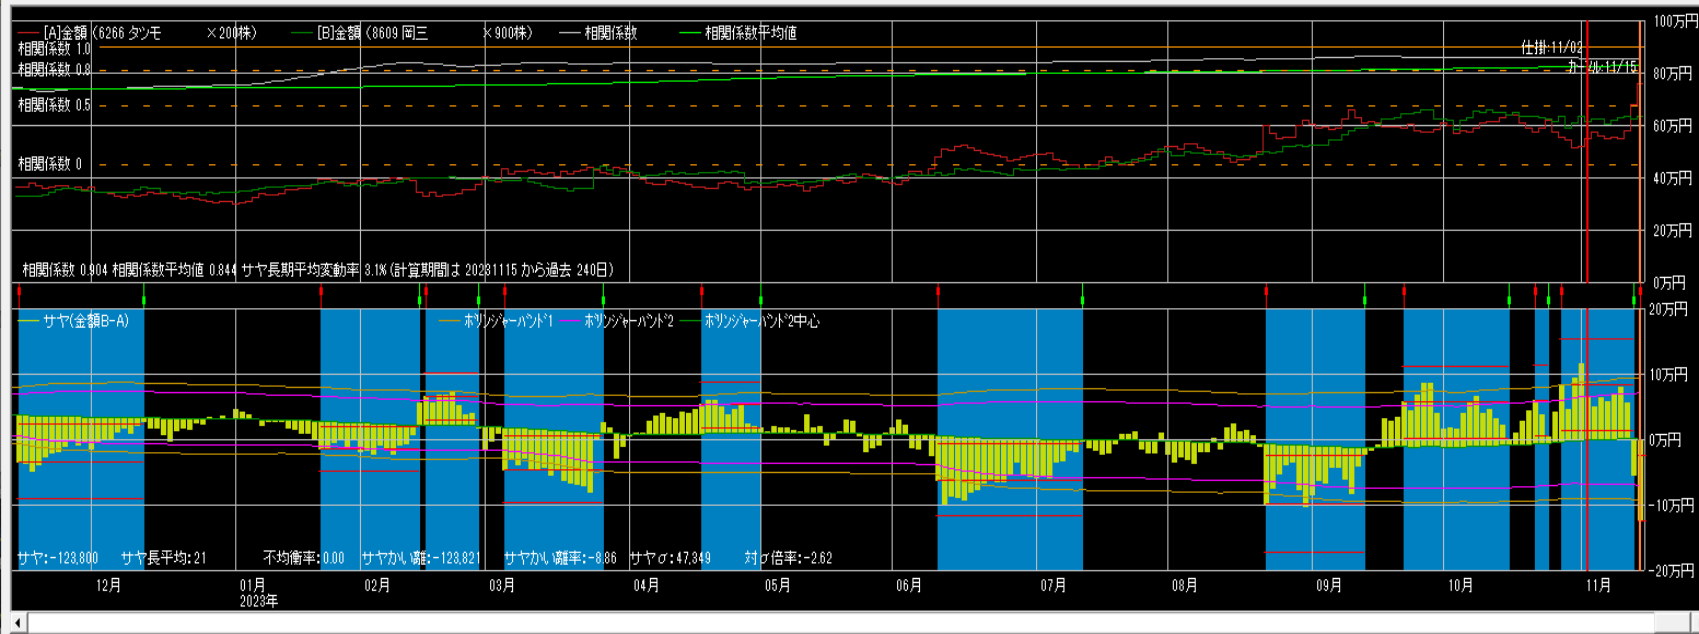 [A]金額 (6266 タツモ ×200株) [B]金額 (8609 岡三 ×900株) 相関係数 相関係数平均値
100万円
相関係数 1.0
仕掛:11/02
相関係数 0.8
カーソル:11/15
80万円
相関係数 0.5
60万円
相関係数 0
40万円
20万円
相関係数 0.904 相関係数平均値 0.844 サヤ長期平均変動率 3.1% (計算期間は 20231115 から過去 240日)
0万円
20万円
サヤ(金額B-A) ボリンジャーバンド1 ボリンジャーバンド2 ボリンジャーバンド2中心
10万円
0万円
-10万円
サヤ:-123,800 サヤ長平均:21 不均衡率:0.00 サヤかい離:-123,821 サヤかい離率:-8.86 サヤσ:47,349 対σ倍率:-2.62
-20万円
12月 01月 02月 03月 04月 05月 06月 07月 08月 09月 10月 11月
2023年